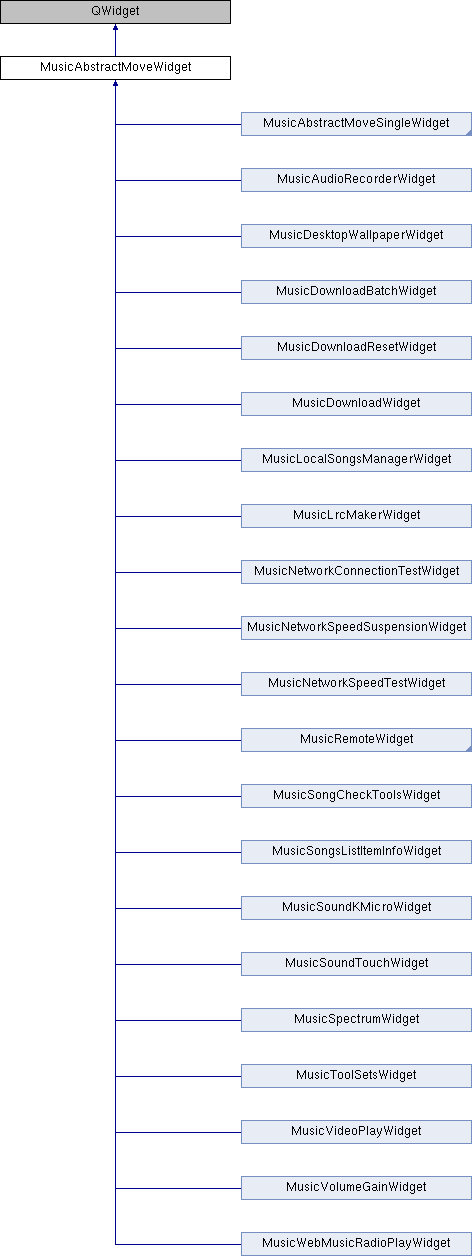 QWidget
MusicAbstractMoveWidget
MusicAbstractMoveSingleWidget
MusicAudioRecorderWidget
MusicDesktopWallpaperWidget
MusicDownloadBatchWidget
MusicDownloadResetWidget
MusicDownloadWidget
MusicLocalSongsManagerWidget
MusicLrcMakerWidget
MusicNetworkConnectionTestWidget
MusicNetworkSpeedSuspensionWidget
MusicNetworkSpeedTestWidget
MusicRemoteWidget
MusicSongCheckToolsWidget
MusicSongsListItemInfoWidget
MusicSoundKMicroWidget
MusicSoundTouchWidget
MusicSpectrumWidget
MusicToolSetsWidget
MusicVideoPlayWidget
MusicVolumeGainWidget
MusicWebMusicRadioPlayWidget